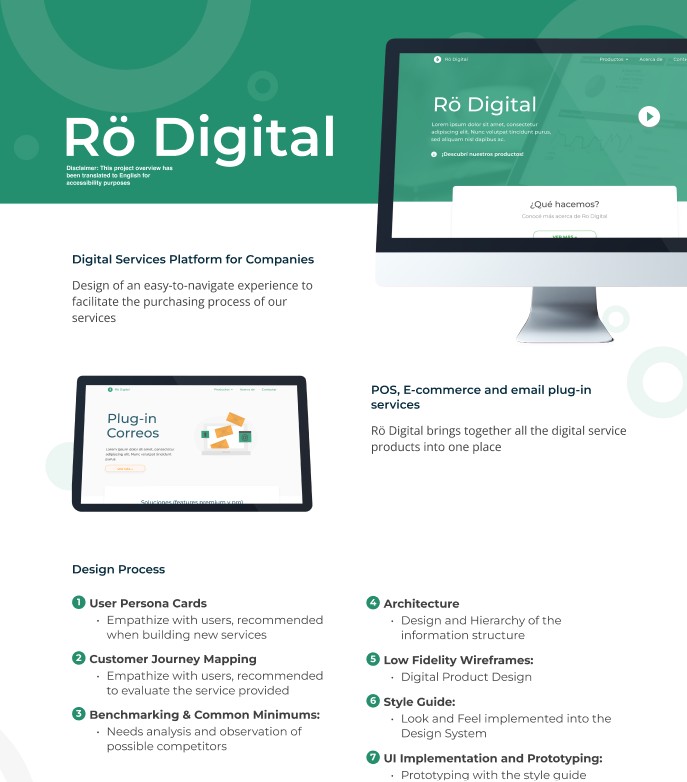 Rö Digital
Disclaimer: This project overview has
been translated to English for
accessibility purposes
Rö Digital
Productos
Acerca de
Rö Digital
Lorem ipsum dolor sit amet, consectetur
adipiscing elit. Nunc volutpat tincidunt purus,
sed aliquam nisl dapibus ac.
¡Descubrí nuestros productos!
¿Qué hacemos?
Conocé más acerca de Rö Digital
VER MÁS
Digital Services Platform for Companies
Design of an easy-to-navigate experience to
facilitate the purchasing process of our
services
Rö Digital
Productos
Acerca de
Contacto
Plug-in
Correos
Lorem ipsum dolor sit amet, consectetur
adipiscing elit. Nunc volutpat tincidunt
purus.
Soluciones (features premium y pro)
POS, E-commerce and email plug-in
services
Rö Digital brings together all the digital service
products into one place
Design Process
1 User Persona Cards
• Empathize with users, recommended
when building new services
2 Customer Journey Mapping
• Empathize with users, recommended
to evaluate the service provided
3 Benchmarking & Common Minimums:
• Needs analysis and observation of
possible competitors
4 Architecture
• Design and Hierarchy of the
information structure
5 Low Fidelity Wireframes:
• Digital Product Design
6 Style Guide:
• Look and Feel implemented into the
Design System
7 UI Implementation and Prototyping:
• Prototyping with the style guide